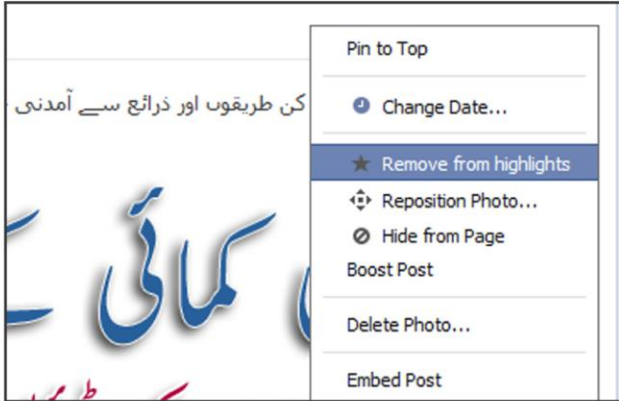 Pin to Top
Change Date...
Remove from highlights
Reposition Photo...
Hide from Page
Boost Post
Delete Photo...
Embed Post
کن طریقوں اور ذرائع سے آمدنی
کمائی کے